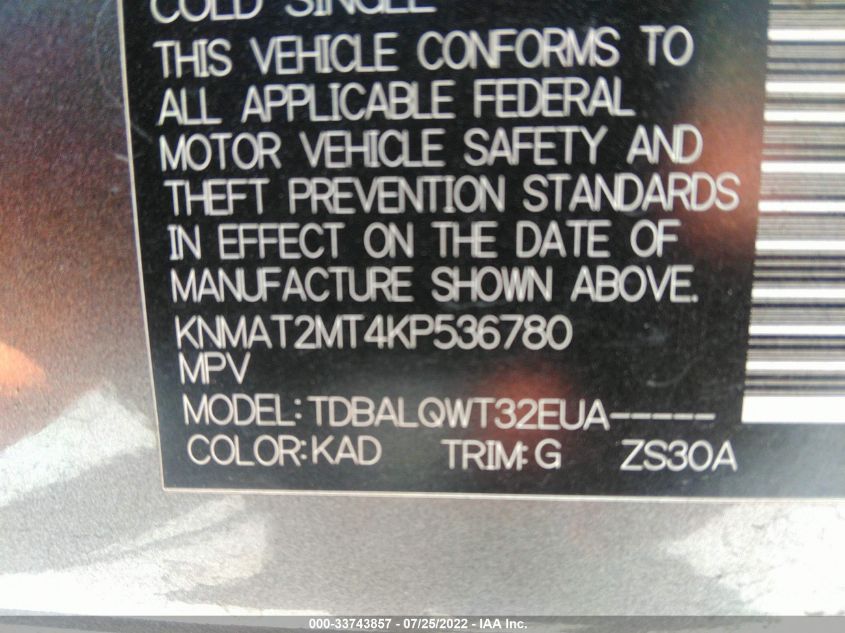 COLD SINGLE
THIS VEHICLE CONFORMS TO
ALL APPLICABLE FEDERAL
MOTOR VEHICLE SAFETY AND
THEFT PREVENTION STANDARDS
IN EFFECT ON THE DATE OF
MANUFACTURE SHOWN ABOVE.
KNMAT2MT4KP536780
MPV
MODEL:TDBALQWT32EUA-----
COLOR:KAD TRIM:G ZS30A
000-33743857 - 07/25/2022 - IAA Inc.